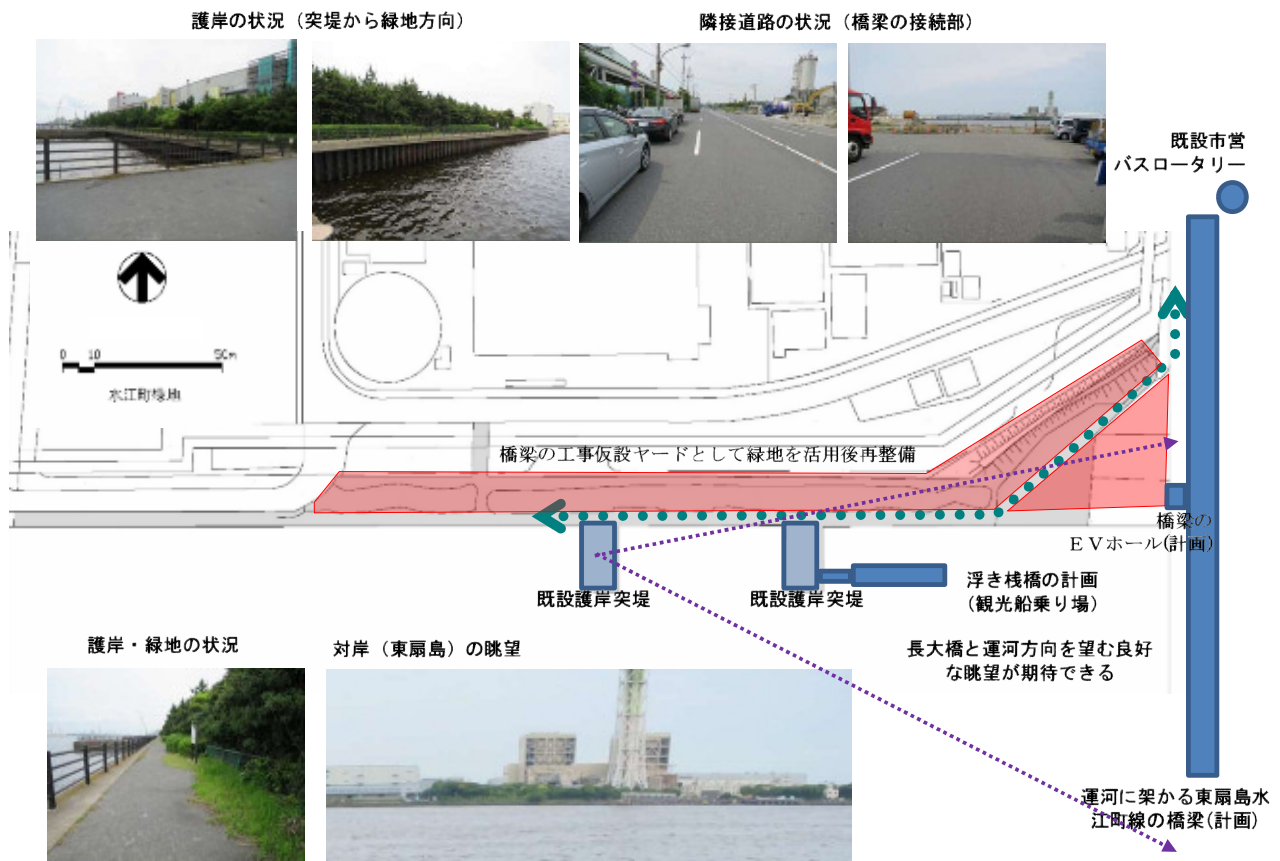 護岸の状況（突堤から緑地方向）
隣接道路の状況（橋梁の接続部）
既設市営
バスロータリー
0 10 50m
水江町緑地
橋梁の工事仮設ヤードとして緑地を活用後再整備
橋梁の
ＥＶホール(計画)
既設護岸突堤
既設護岸突堤
浮き桟橋の計画
（観光船乗り場）
長大橋と運河方向を望む良好
な眺望が期待できる
護岸・緑地の状況
対岸（東扇島）の眺望
運河に架かる東扇島水
江町線の橋梁(計画)